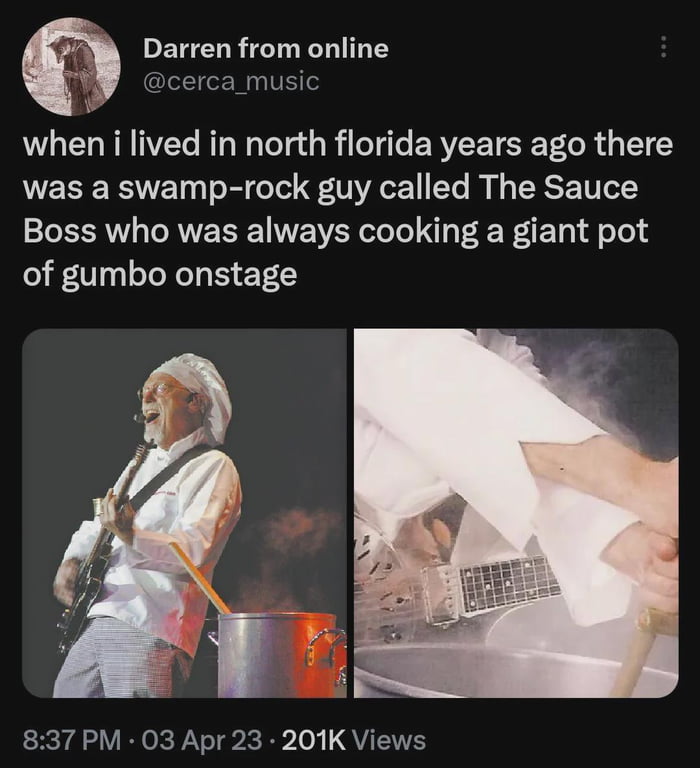 Darren from online
@cerca_music
when i lived in north florida years ago there
was a swamp-rock guy called The Sauce
Boss who was always cooking a giant pot
of gumbo onstage
8:37 PM · 03 Apr 23 · 201K Views